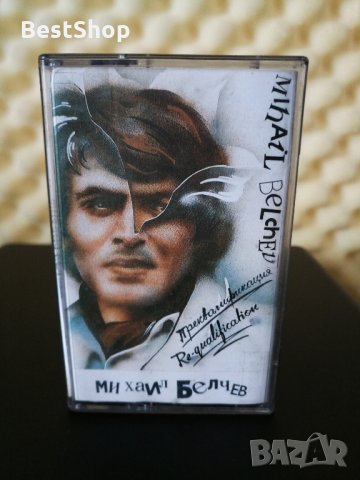 BestShop
MIHAIL BELCHEV
Преквалификация
Re-qualification
МИХАИЛ БЕЛЧЕВ
BAZAR